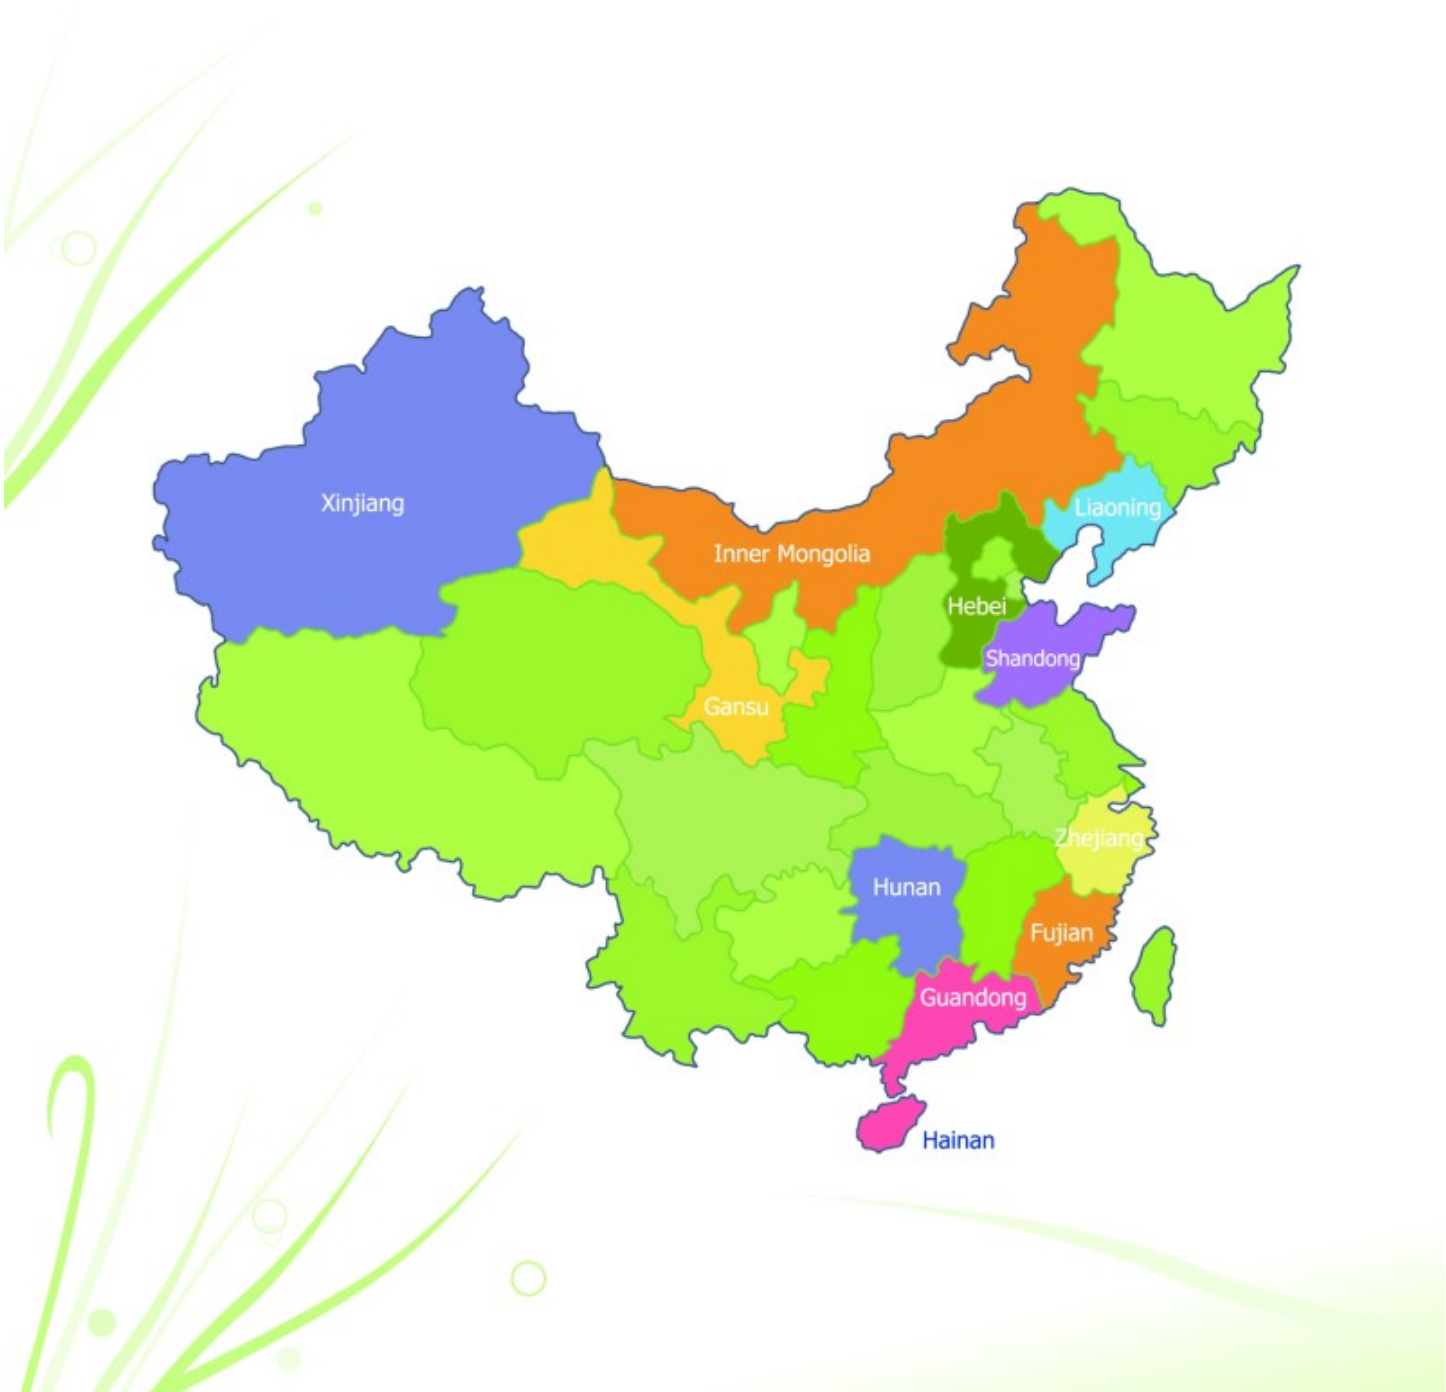 Xinjiang
Liaoning
Inner Mongolia
Hebei
Shandong
Gansu
Zhejiang
Hunan
Fujian
Guandong
Hainan